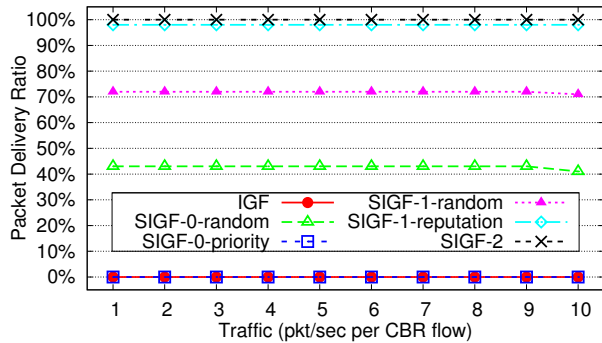 Packet Delivery Ratio
100%
90%
80%
70%
60%
50%
40%
30%
20%
10%
0%
IGF
SIGF-0-random
SIGF-0-priority
SIGF-1-random
SIGF-1-reputation
SIGF-2
1 2 3 4 5 6 7 8 9 10
Traffic (pkt/sec per CBR flow)